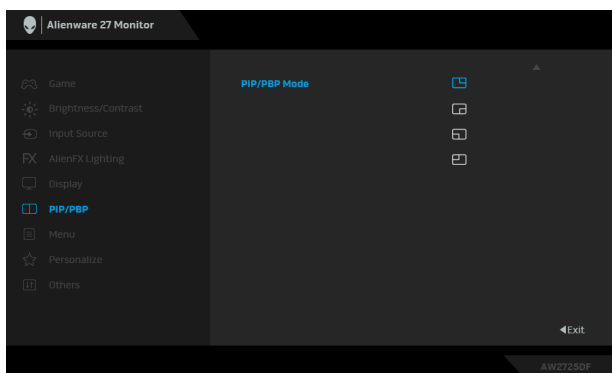 Alienware 27 Monitor
Game
PIP/PBP Mode
Brightness/Contrast
Input Source
FX AlienFX Lighting
Display
PIP/PBP
Menu
Personalize
Others
Exit
AW2725DF